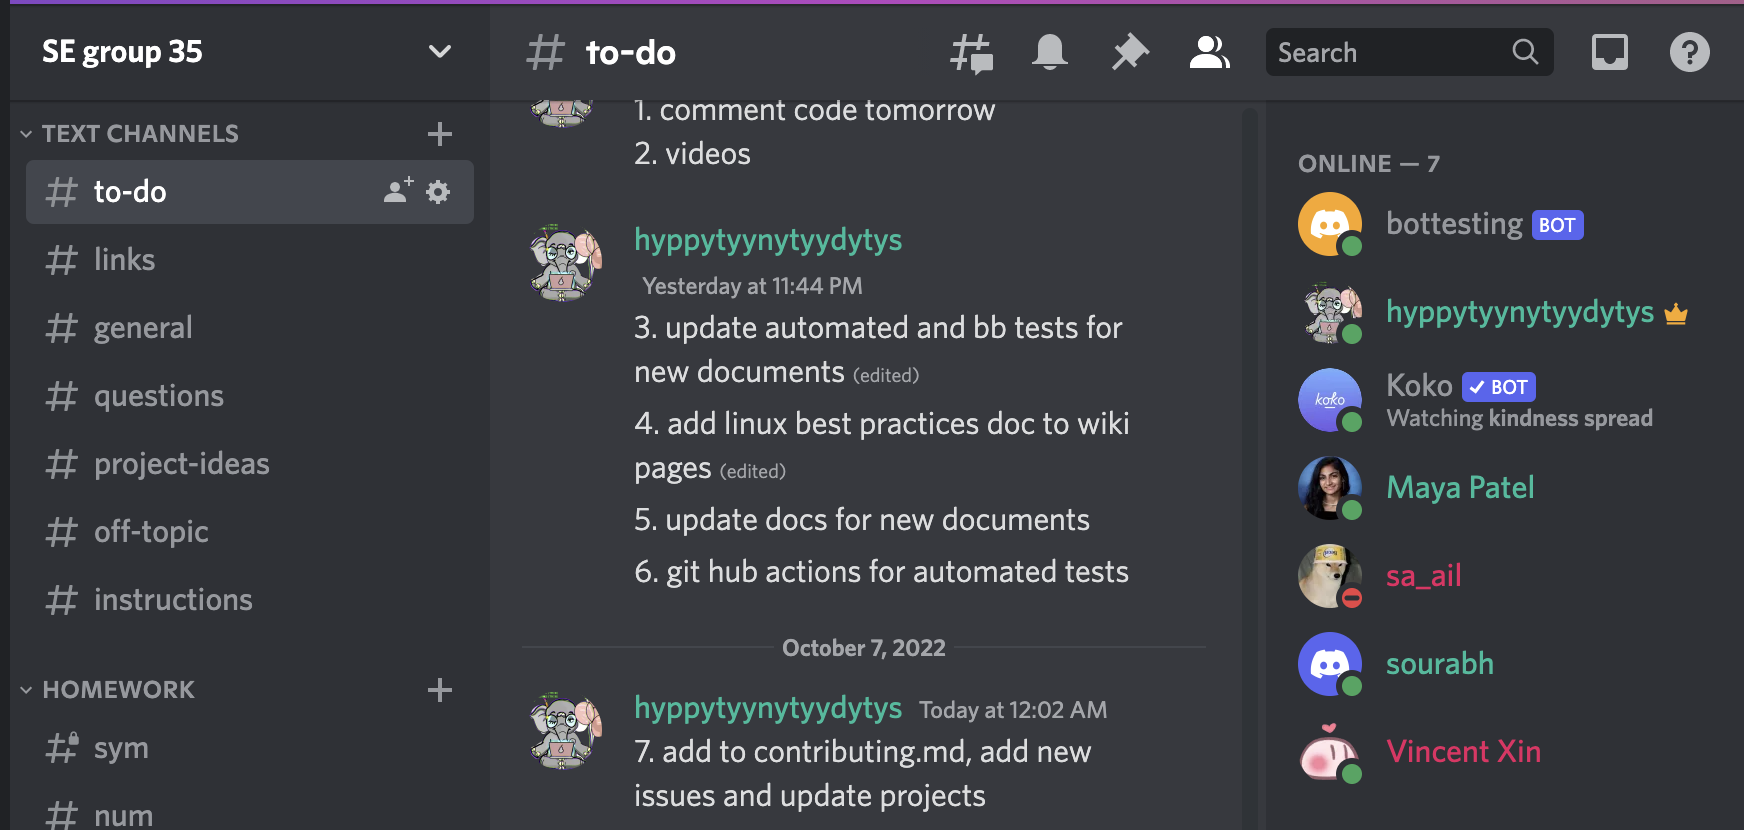 SE group 35
TEXT CHANNELS
to-do
links
general
questions
project-ideas
off-topic
instructions
HOMEWORK
sym
num
to-do
Search
1. comment code tomorrow
2. videos
hyppytyynytyydytys
Yesterday at 11:44 PM
3. update automated and bb tests for
new documents (edited)
4. add linux best practices doc to wiki
pages (edited)
5. update docs for new documents
6. git hub actions for automated tests
October 7, 2022
hyppytyynytyydytys Today at 12:02 AM
7. add to contributing.md, add new
issues and update projects
ONLINE — 7
bottesting BOT
hyppytyynytyydytys
koko
Koko BOT
Watching kindness spread
Maya Patel
sa_ail
sourabh
Vincent Xin